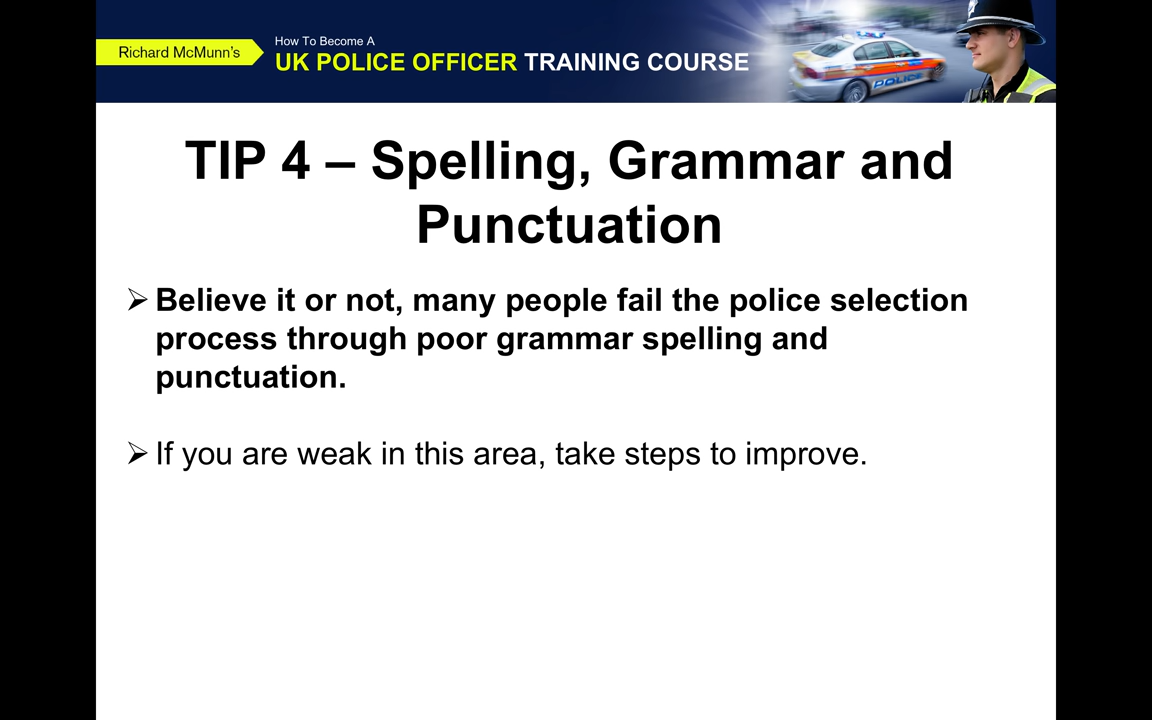 Richard McMunn's
How To Become A
UK POLICE OFFICER TRAINING COURSE
POLICE
TIP 4 – Spelling, Grammar and
Punctuation
➢ Believe it or not, many people fail the police selection
process through poor grammar spelling and
punctuation.
➢ If you are weak in this area, take steps to improve.